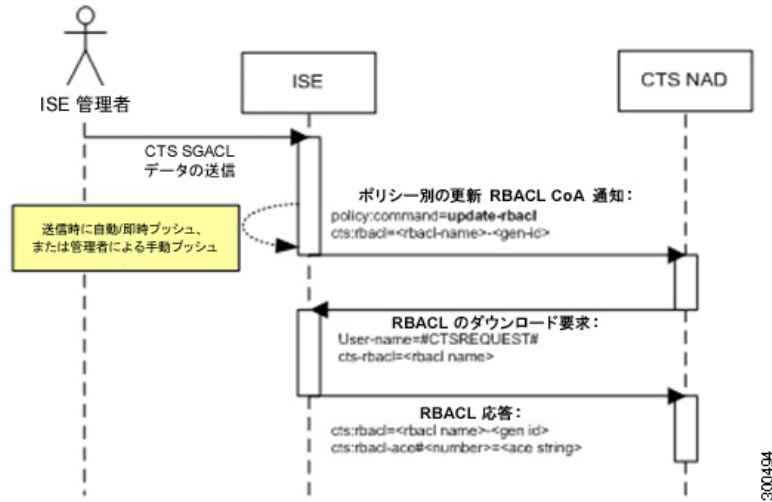 ISE 管理者
ISE
CTS NAD
CTS SGACL
データの送信
送信時に自動/即時プッシュ、
または管理者による手動プッシュ
ポリシー別の更新 RBACL CoA 通知：
policy:command=update-rbacl
cts:rbacl=<rbacl-name>-<gen-id>
RBACL のダウンロード要求：
User-name=#CTSREQUEST#
cts-rbacl=<rbacl name>
RBACL 応答：
cts:rbacl=<rbacl name>-<gen id>
cts:rbacl-ace#<number>=<ace string>
300494